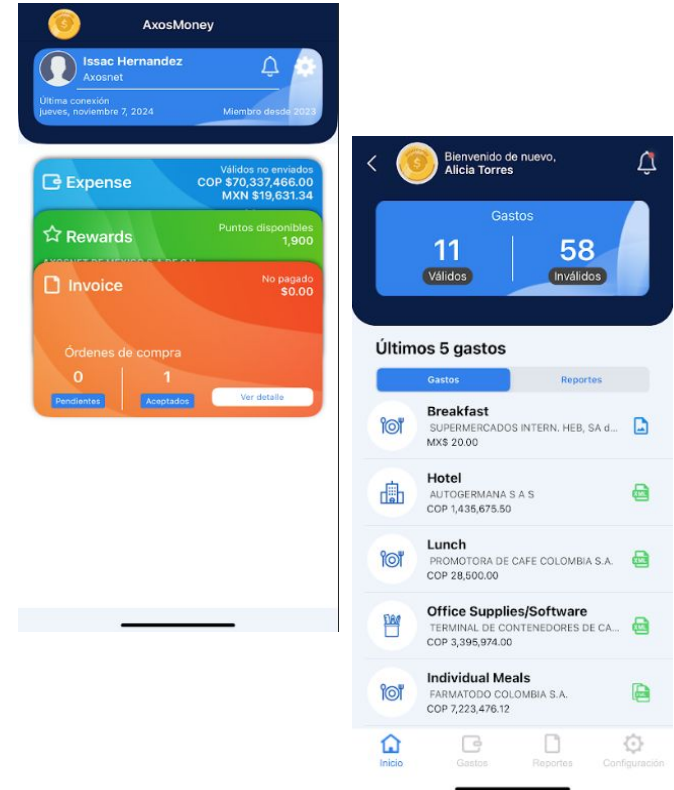 AxosMoney
Issac Hernandez
Axosnet
Última conexión
jueves, noviembre 7, 2024
Miembro desde 2023
Expense
Válidos no enviados
COP $70,337,466.00
MXN $19,631.34
Rewards
Puntos disponibles
1,900
Invoice
No pagado
$0.00
Órdenes de compra
0
1
Pendientes
Aceptados
Ver detalle
Bienvenido de nuevo,
Alicia Torres
Gastos
11
58
Válidos
Inválidos
Últimos 5 gastos
Gastos
Reportes
Breakfast
SUPERMERCADOS INTERN. HEB, SA d...
MX$ 20.00
Hotel
AUTOGERMANA S A S
COP 1,435,675.50
Lunch
PROMOTORA DE CAFE COLOMBIA S.A.
COP 28,500.00
Office Supplies/Software
TERMINAL DE CONTENEDORES DE CA...
COP 3,395,974.00
Individual Meals
FARMATODO COLOMBIA S.A.
COP 7,223,476.12
Inicio
Gastos
Reportes
Configuración